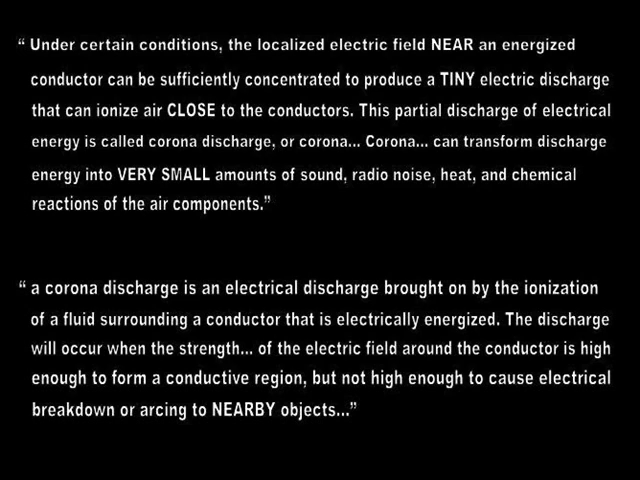 “ Under certain conditions, the localized electric field NEAR an energized
conductor can be sufficiently concentrated to produce a TINY electric discharge
that can ionize air CLOSE to the conductors. This partial discharge of electrical
energy is called corona discharge, or corona... Corona... can transform discharge
energy into VERY SMALL amounts of sound, radio noise, heat, and chemical
reactions of the air components.”
“ a corona discharge is an electrical discharge brought on by the ionization
of a fluid surrounding a conductor that is electrically energized. The discharge
will occur when the strength... of the electric field around the conductor is high
enough to form a conductive region, but not high enough to cause electrical
breakdown or arcing to NEARBY objects...”